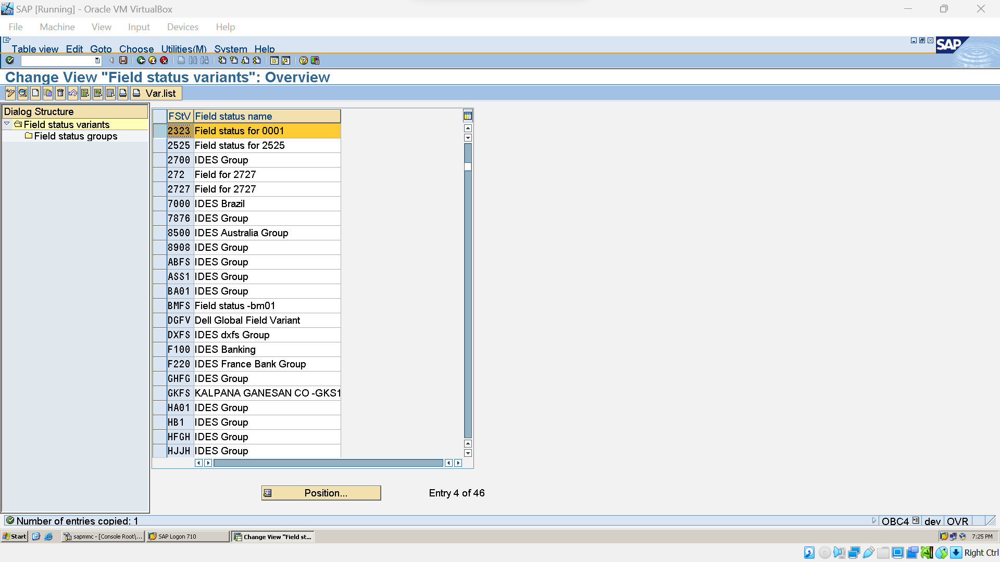 SAP [Running] - Oracle VM VirtualBox
File Machine View Input Devices Help
Table view Edit Goto Choose Utilities(M) System Help
SAP
Change View "Field status variants": Overview
Var.list
Dialog Structure
Field status variants
Field status groups
FStV Field status name
2323 Field status for 0001
2525 Field status for 2525
2700 IDES Group
272 Field for 2727
2727 Field for 2727
7000 IDES Brazil
7876 IDES Group
8500 IDES Australia Group
8908 IDES Group
ABFS IDES Group
ASS1 IDES Group
BA01 IDES Group
BMFS Field status -bm01
DGFV Dell Global Field Variant
DXFS IDES dxfs Group
F100 IDES Banking
F220 IDES France Bank Group
GHFG IDES Group
GKFS KALPANA GANESAN CO -GKS1
HA01 IDES Group
HB1 IDES Group
HFGH IDES Group
HJJH IDES Group
Position... Entry 4 of 46
Number of entries copied: 1 OBC4 dev OVR
Start sapmmc - [Console Root\... SAP Logon 710 Change View "Field st... 7:25 PM
Right Ctrl